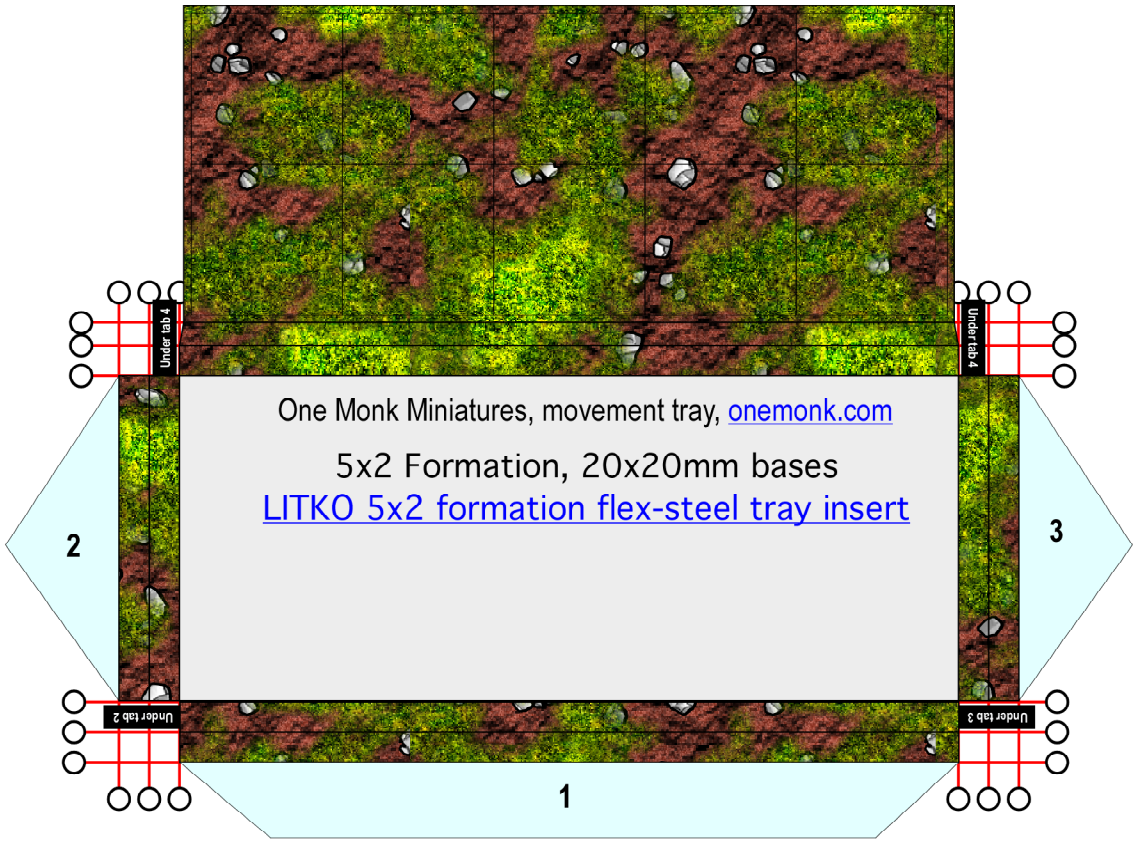 Under tab 4
Under tab 4
One Monk Miniatures, movement tray, onemonk.com
5x2 Formation, 20x20mm bases
LITKO 5x2 formation flex-steel tray insert
2
3
Under tab 2
Under tab 3
1